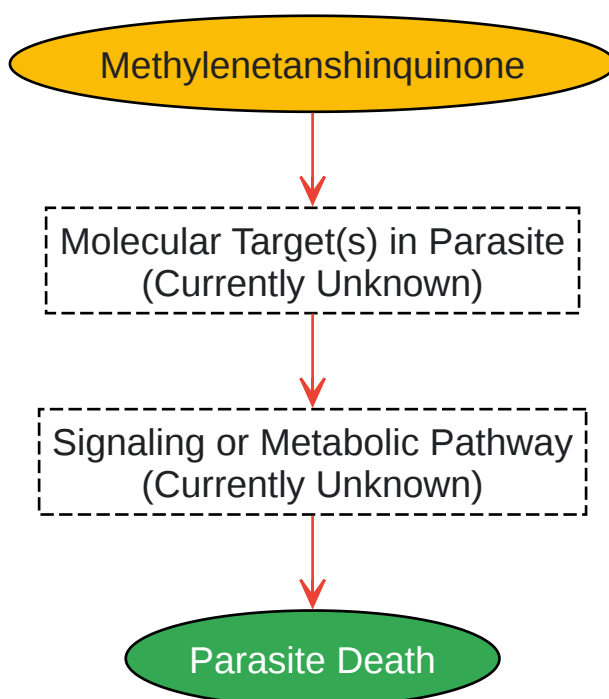 Methylenetanshinquinone
Molecular Target(s) in Parasite
(Currently Unknown)
Signaling or Metabolic Pathway
(Currently Unknown)
Parasite Death